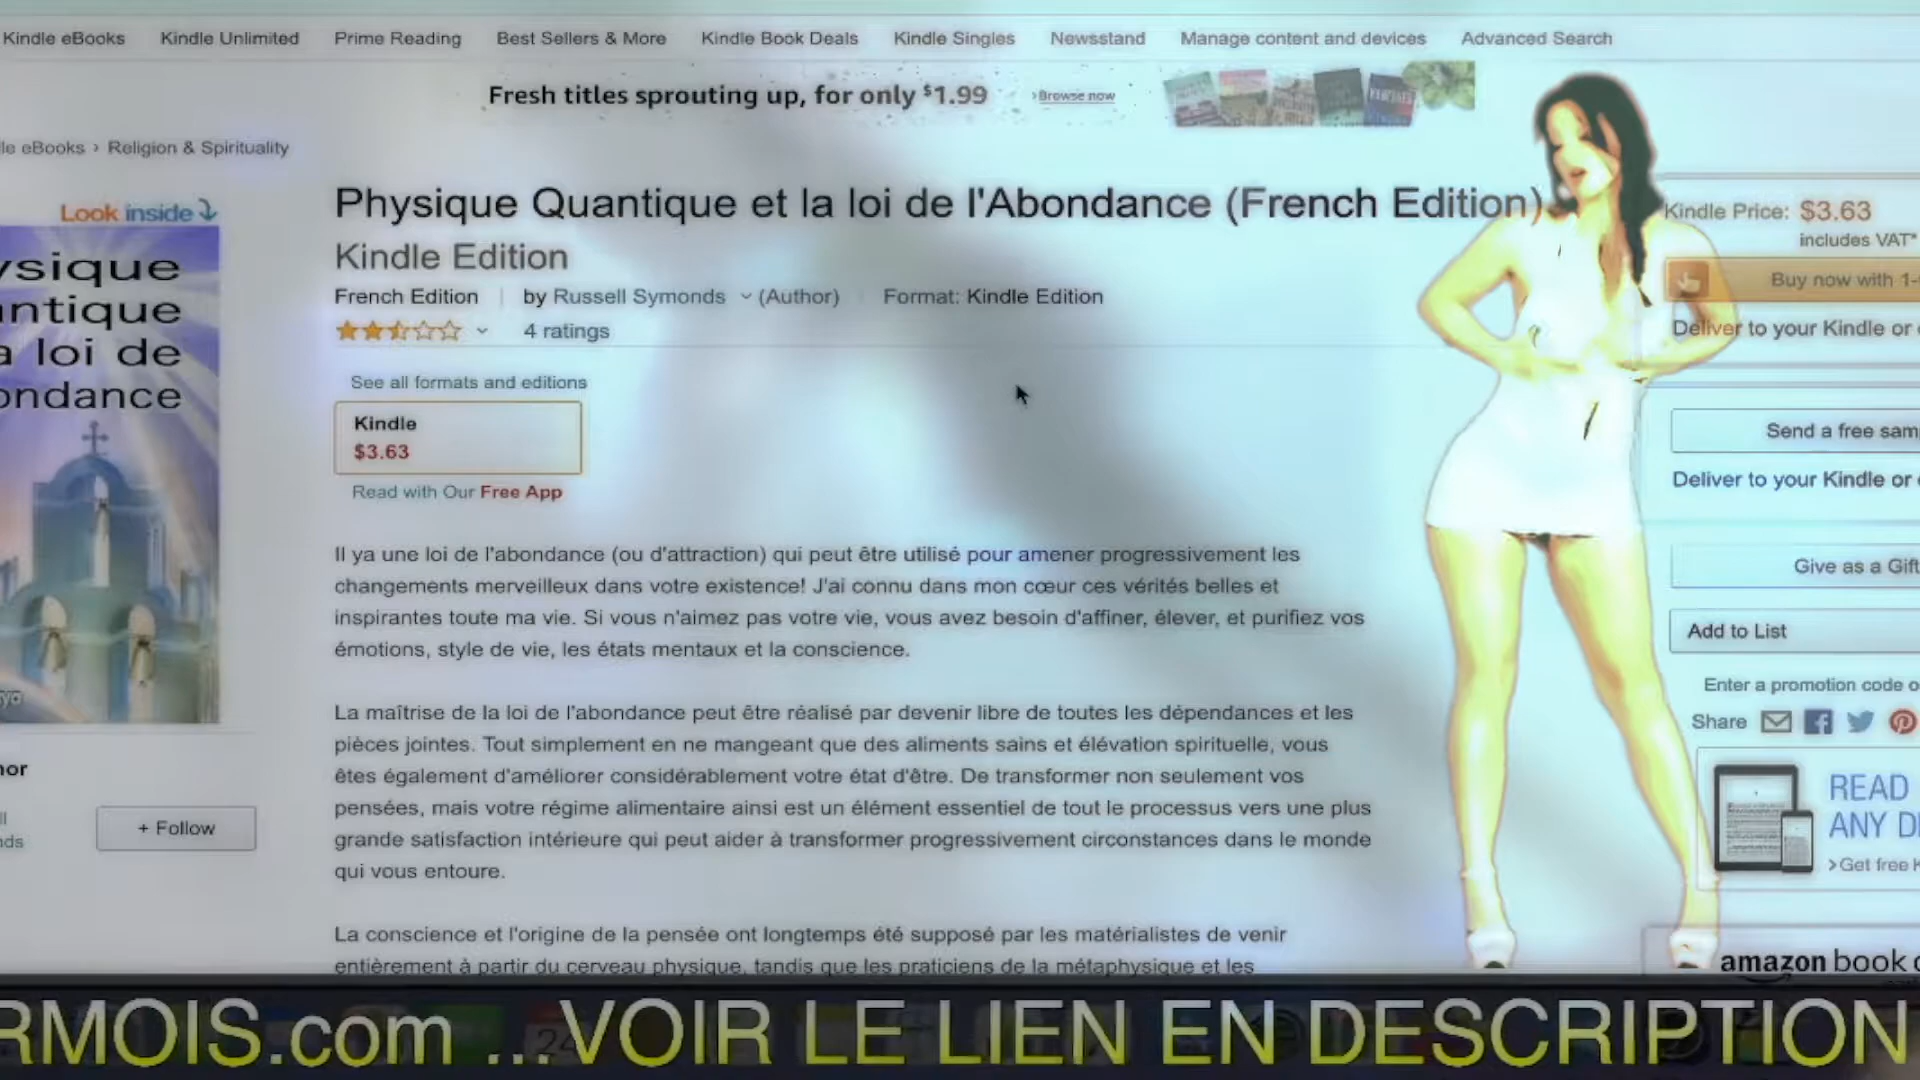 Kindle eBooks Kindle Unlimited Prime Reading Best Sellers & More Kindle Book Deals Kindle Singles Newsstand Manage content and devices Advanced Search
Fresh titles sprouting up, for only $1.99 ›Browse now
le eBooks › Religion & Spirituality
Look inside
ysique
antique
a loi de
ondance
Physique Quantique et la loi de l'Abondance (French Edition)
Kindle Edition
French Edition by Russell Symonds (Author) Format: Kindle Edition
4 ratings
See all formats and editions
Kindle
$3.63
Read with Our Free App
Il ya une loi de l'abondance (ou d'attraction) qui peut être utilisé pour amener progressivement les
changements merveilleux dans votre existence! J'ai connu dans mon cœur ces vérités belles et
inspirantes toute ma vie. Si vous n'aimez pas votre vie, vous avez besoin d'affiner, élever, et purifiez vos
émotions, style de vie, les états mentaux et la conscience.
La maîtrise de la loi de l'abondance peut être réalisé par devenir libre de toutes les dépendances et les
pièces jointes. Tout simplement en ne mangeant que des aliments sains et élévation spirituelle, vous
êtes également d'améliorer considérablement votre état d'être. De transformer non seulement vos
pensées, mais votre régime alimentaire ainsi est un élément essentiel de tout le processus vers une plus
grande satisfaction intérieure qui peut aider à transformer progressivement circonstances dans le monde
qui vous entoure.
La conscience et l'origine de la pensée ont longtemps été supposé par les matérialistes de venir
entièrement à partir du cerveau physique, tandis que les praticiens de la métaphysique et les
+ Follow
Kindle Price: $3.63
includes VAT*
Buy now with 1-
Deliver to your Kindle or
Send a free sam
Deliver to your Kindle or
Give as a Gift
Add to List
Enter a promotion code o
Share
READ
ANY D
›Get free K
amazon book c
RMOIS.com ...VOIR LE LIEN EN DESCRIPTION